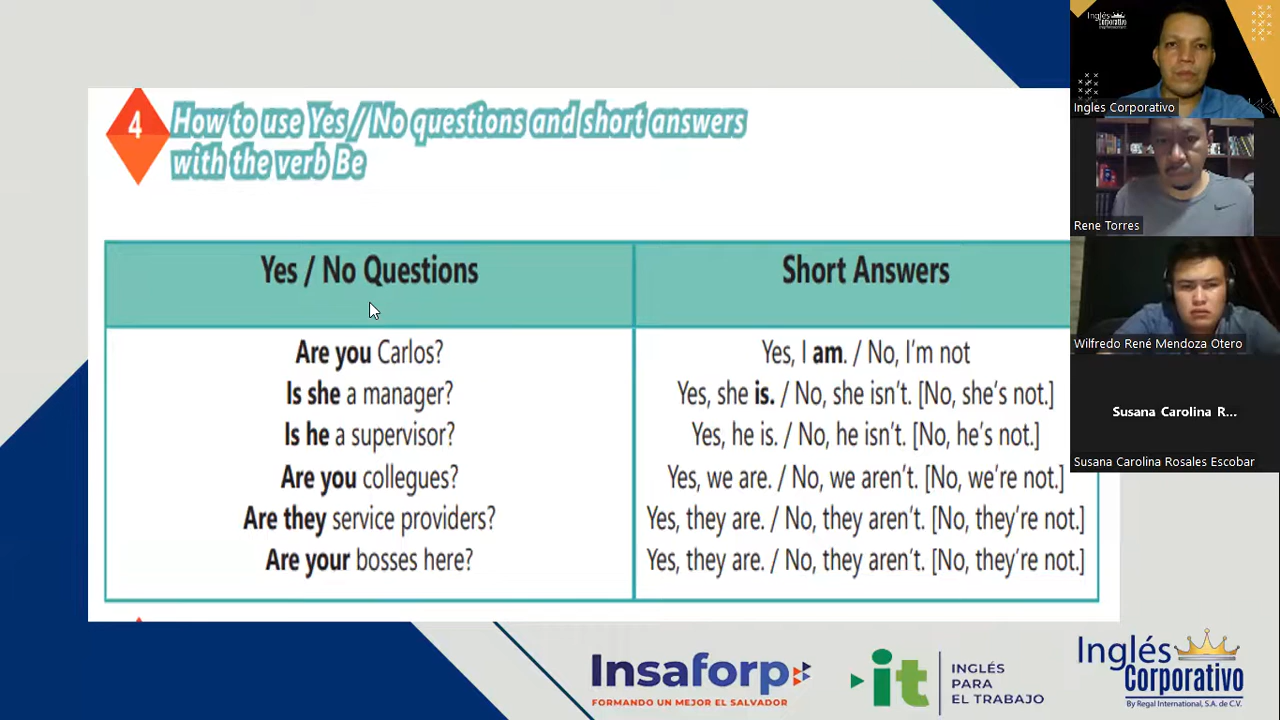 4
How to use Yes / No questions and short answers
with the verb Be
Yes / No Questions
Short Answers
Are you Carlos?
Yes, I am. / No, I'm not
Is she a manager?
Yes, she is. / No, she isn't. [No, she's not.]
Is he a supervisor?
Yes, he is. / No, he isn't. [No, he's not.]
Are you collegues?
Yes, we are. / No, we aren't. [No, we're not.]
Are they service providers?
Yes, they are. / No, they aren't. [No, they're not.]
Are your bosses here?
Yes, they are. / No, they aren't. [No, they're not.]
Insaforp
FORMANDO UN MEJOR EL SALVADOR
it
INGLÉS
PARA
EL TRABAJO
Inglés
Corporativo
By Regal International, S.A. de C.V.
Inglés
Corporativo
Ingles Corporativo
Rene Torres
Wilfredo René Mendoza Otero
Susana Carolina R...
Susana Carolina Rosales Escobar